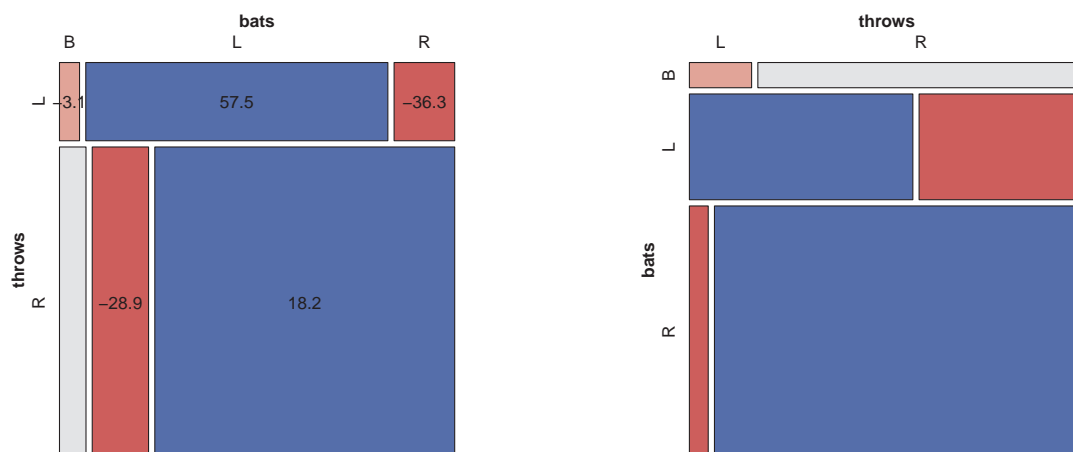 bats
B L R
throws
L
R
–3.1
57.5
–36.3
–28.9
18.2
throws
L R
bats
B
L
R